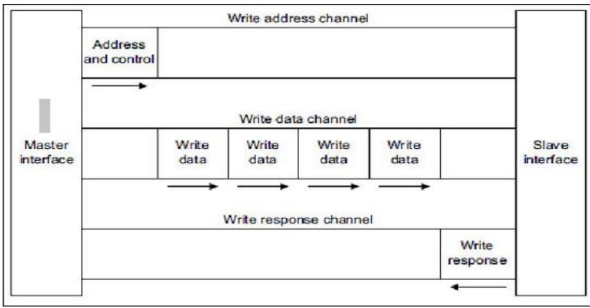 Write address channel
Address
and control
Write data channel
Master
interface
Write
data
Write
data
Write
data
Write
data
Slave
interface
Write response channel
Write
response